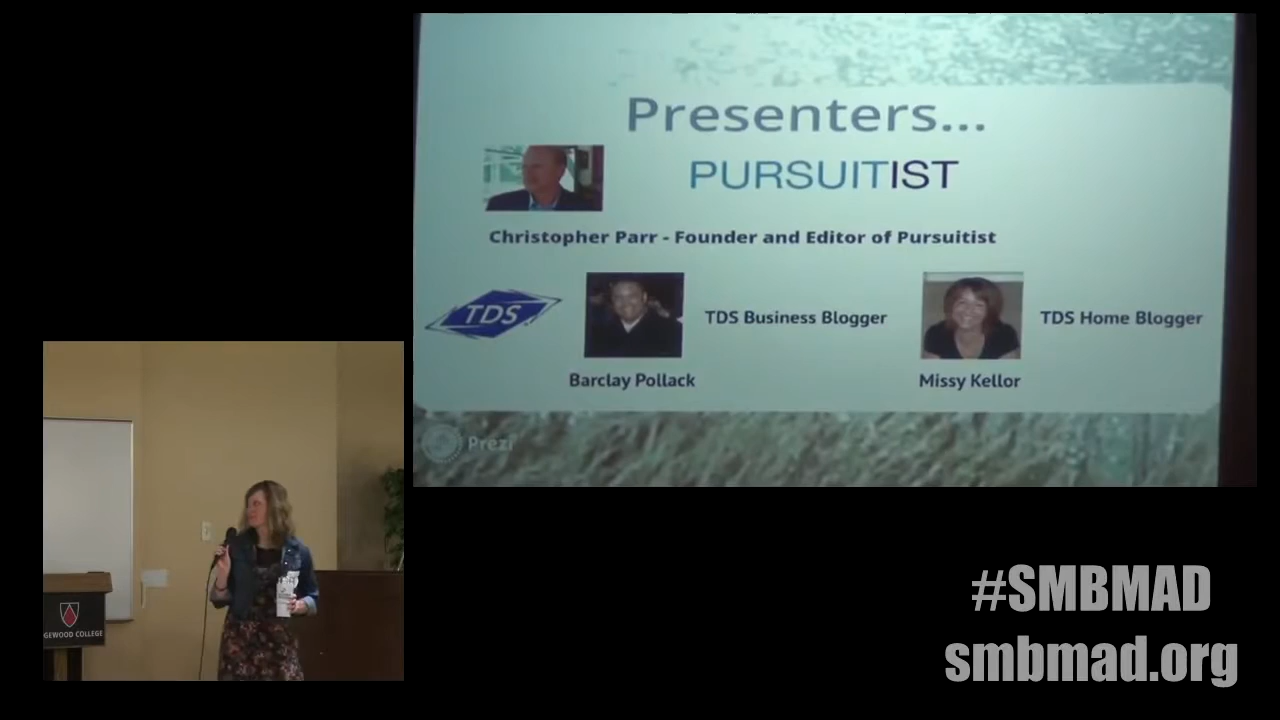 Presenters...
PURSUITIST
Christopher Parr - Founder and Editor of Pursuitist
TDS
TDS Business Blogger
TDS Home Blogger
Barclay Pollack
Missy Kellor
Prezi
GEWOOD COLLEGE
#SMBMAD
smbmad.org